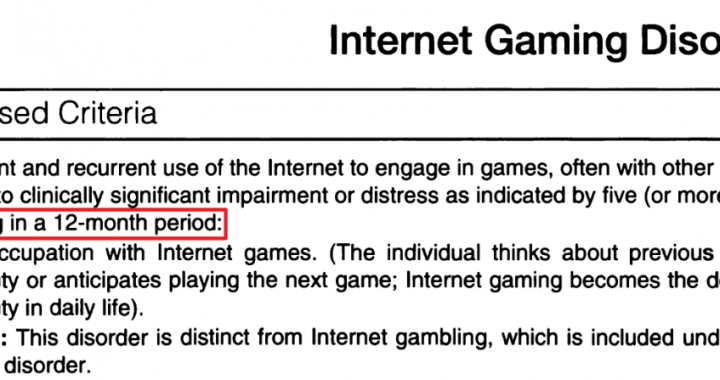 Internet Gaming Diso
sed Criteria
nt and recurrent use of the Internet to engage in games, often with other
to clinically significant impairment or distress as indicated by five (or more
g in a 12-month period:
ccupation with Internet games. (The individual thinks about previous
ty or anticipates playing the next game; Internet gaming becomes the d
ty in daily life).
: This disorder is distinct from Internet gambling, which is included und
disorder.